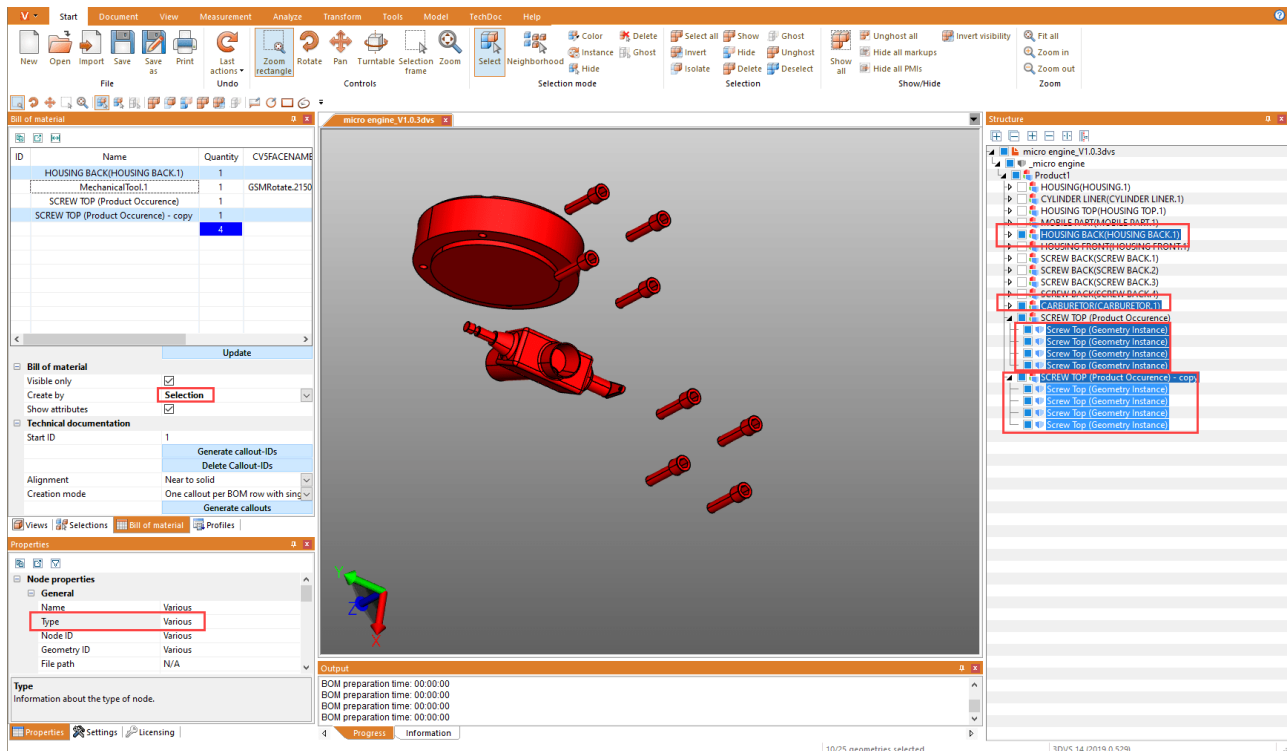 V Start Document View Measurement Analyze Transform Tools Model TechDoc Help
New Open Import Save Save as Print
File
Last actions
Undo
Zoom rectangle Rotate Pan Turntable Selection frame Zoom
Controls
Select Neighborhood Color Delete
Instance Ghost
Hide
Selection mode
Select all Show Ghost
Invert Hide Unghost
Isolate Delete Deselect
Selection
Show all Unghost all Invert visibility
Hide all markups
Hide all PMIs
Show/Hide
Fit all
Zoom in
Zoom out
Zoom
Bill of material
ID Name Quantity CV5FACENAME
HOUSING BACK(HOUSING BACK.1) 1
MechanicalTool.1 1 GSMRotate.2150
SCREW TOP (Product Occurence) 1
SCREW TOP (Product Occurence) - copy 1
4
Update
Bill of material
Visible only
Create by Selection
Show attributes
Technical documentation
Start ID 1
Generate callout-IDs
Delete Callout-IDs
Alignment Near to solid
Creation mode One callout per BOM row with sing
Generate callouts
Views Selections Bill of material Profiles
Properties
Node properties
General
Name Various
Type Various
Node ID Various
Geometry ID Various
File path N/A
Type
Information about the type of node.
Properties Settings Licensing
micro engine_V1.0.3dvs
Y
Z
X
Output
BOM preparation time: 00:00:00
BOM preparation time: 00:00:00
BOM preparation time: 00:00:00
BOM preparation time: 00:00:00
Progress Information
Structure
micro engine_V1.0.3dvs
_micro engine
Product1
HOUSING(HOUSING.1)
CYLINDER LINER(CYLINDER LINER.1)
HOUSING TOP(HOUSING TOP.1)
MOBILE PART(MOBILE PART.1)
HOUSING BACK(HOUSING BACK.1)
HOUSING FRONT(HOUSING FRONT.1)
SCREW BACK(SCREW BACK.1)
SCREW BACK(SCREW BACK.2)
SCREW BACK(SCREW BACK.3)
SCREW BACK(SCREW BACK.4)
CARBURETOR(CARBURETOR.1)
SCREW TOP (Product Occurence)
Screw Top (Geometry Instance)
Screw Top (Geometry Instance)
Screw Top (Geometry Instance)
Screw Top (Geometry Instance)
SCREW TOP (Product Occurence) - copy
Screw Top (Geometry Instance)
Screw Top (Geometry Instance)
Screw Top (Geometry Instance)
Screw Top (Geometry Instance)
10/25 geometries selected
3DVS 14 (2019.0.529)